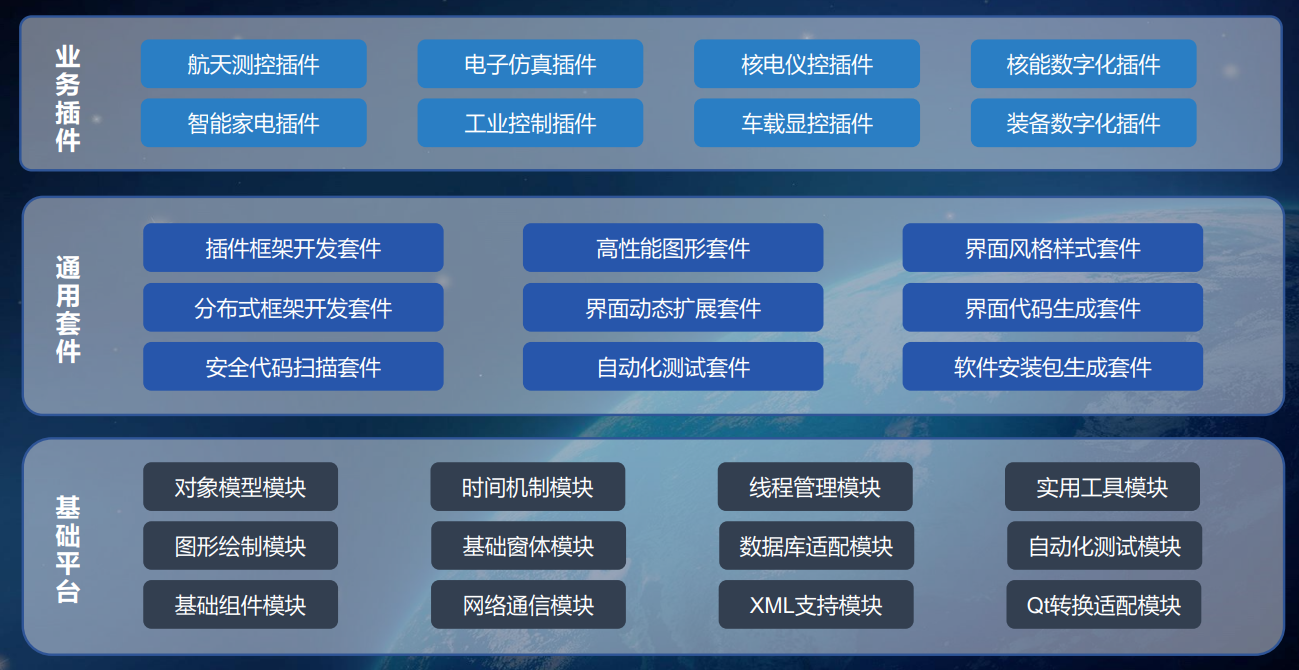 业务插件
航天测控插件
电子仿真插件
核电仪控插件
核能数字化插件
智能家电插件
工业控制插件
车载显控插件
装备数字化插件
通用套件
插件框架开发套件
高性能图形套件
界面风格样式套件
分布式框架开发套件
界面动态扩展套件
界面代码生成套件
安全代码扫描套件
自动化测试套件
软件安装包生成套件
基础平台
对象模型模块
时间机制模块
线程管理模块
实用工具模块
图形绘制模块
基础窗体模块
数据库适配模块
自动化测试模块
基础组件模块
网络通信模块
XML支持模块
Qt转换适配模块